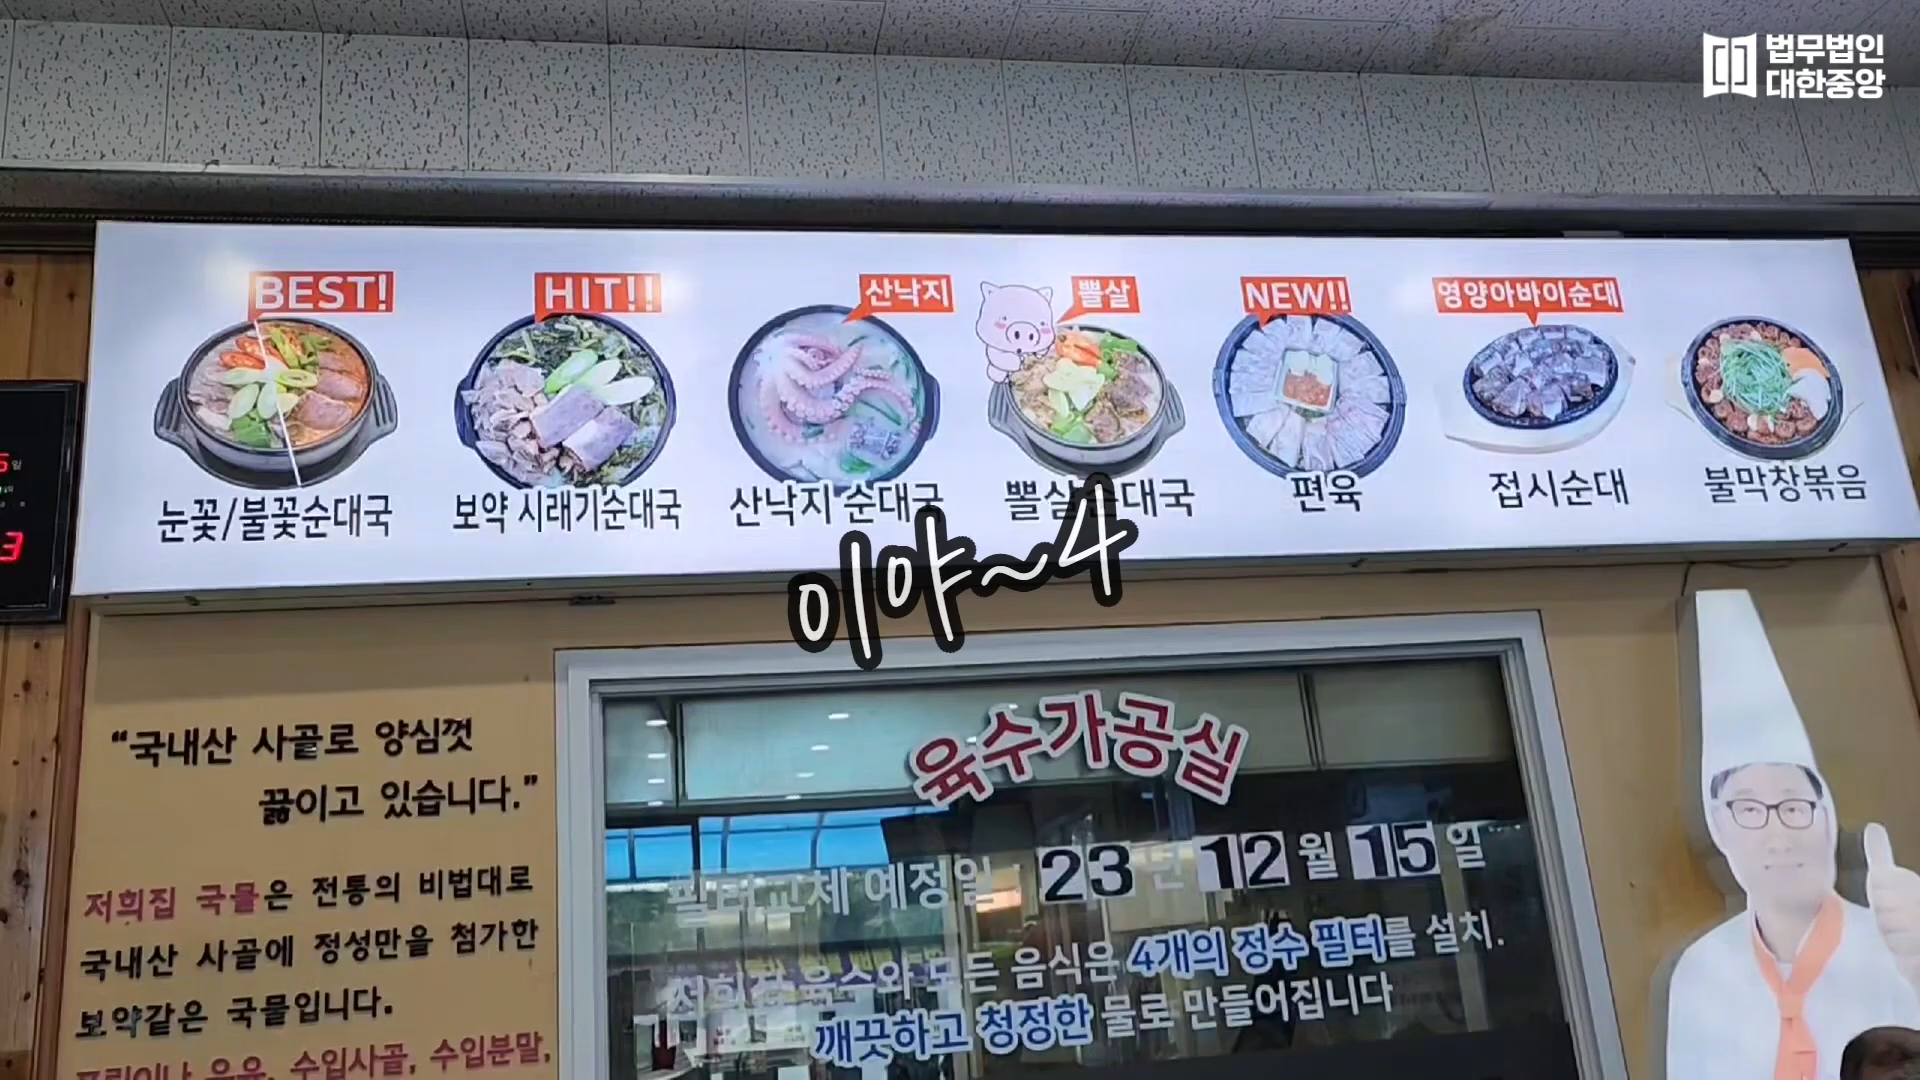 법무법인
대한중앙
BEST!
HIT!!
산낙지
뽈살
NEW!!
영양아바이순대
눈꽃/불꽃순대국
보약 시래기순대국
산낙지 순대국
뽈살순대국
편육
접시순대
불막창볶음
이야~4
"국내산 사골로 양심껏
끓이고 있습니다."
저희집 국물은 전통의 비법대로
국내산 사골에 정성만을 첨가한
보약같은 국물입니다.
수입사골, 수입분말,
육수가공실
필터교체 예정일 : 23년 12월 15일
육수와 모든 음식은 4개의 정수 필터를 설치.
깨끗하고 청정한 물로 만들어집니다
3